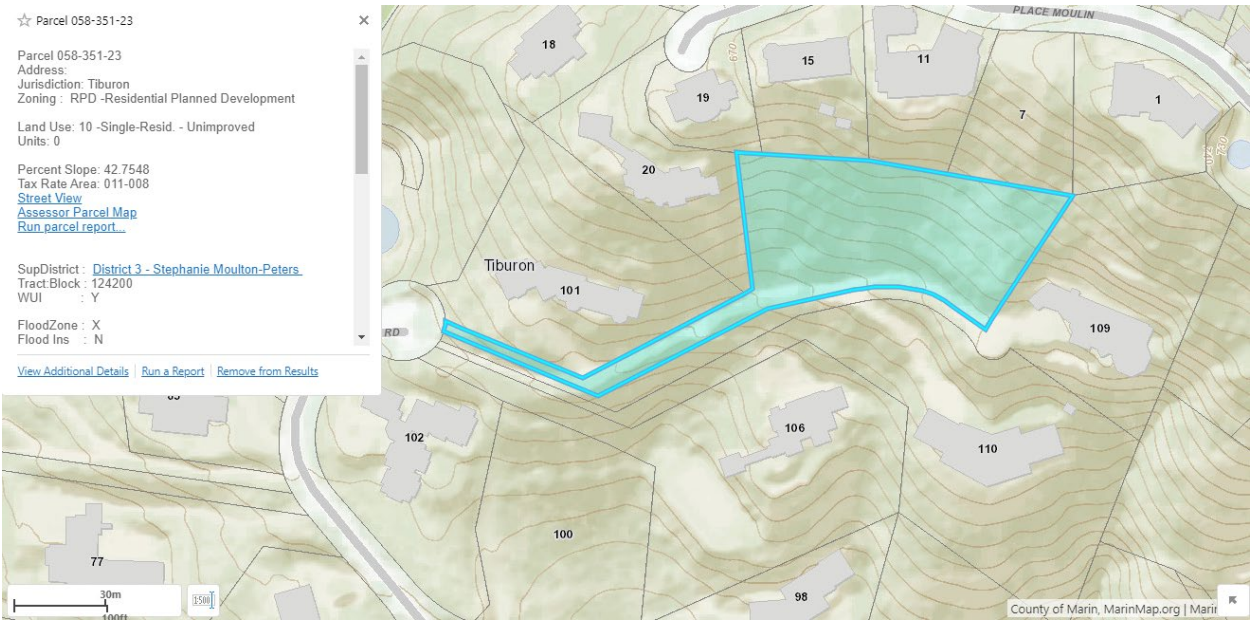 Parcel 058-351-23
Parcel 058-351-23
Address:
Jurisdiction: Tiburon
Zoning : RPD -Residential Planned Development
Land Use: 10 -Single-Resid. - Unimproved
Units: 0
Percent Slope: 42.7548
Tax Rate Area: 011-008
Street View
Assessor Parcel Map
Run parcel report...
SupDistrict : District 3 - Stephanie Moulton-Peters
Tract:Block : 124200
WUI : Y
FloodZone : X
Flood Ins : N
View Additional Details | Run a Report | Remove from Results
PLACE MOULIN
18
670
15
11
19
7
1
710
20
Tiburon
101
RD
109
102
106
110
100
77
98
30m
100ft
1:500
County of Marin, MarinMap.org | Marin